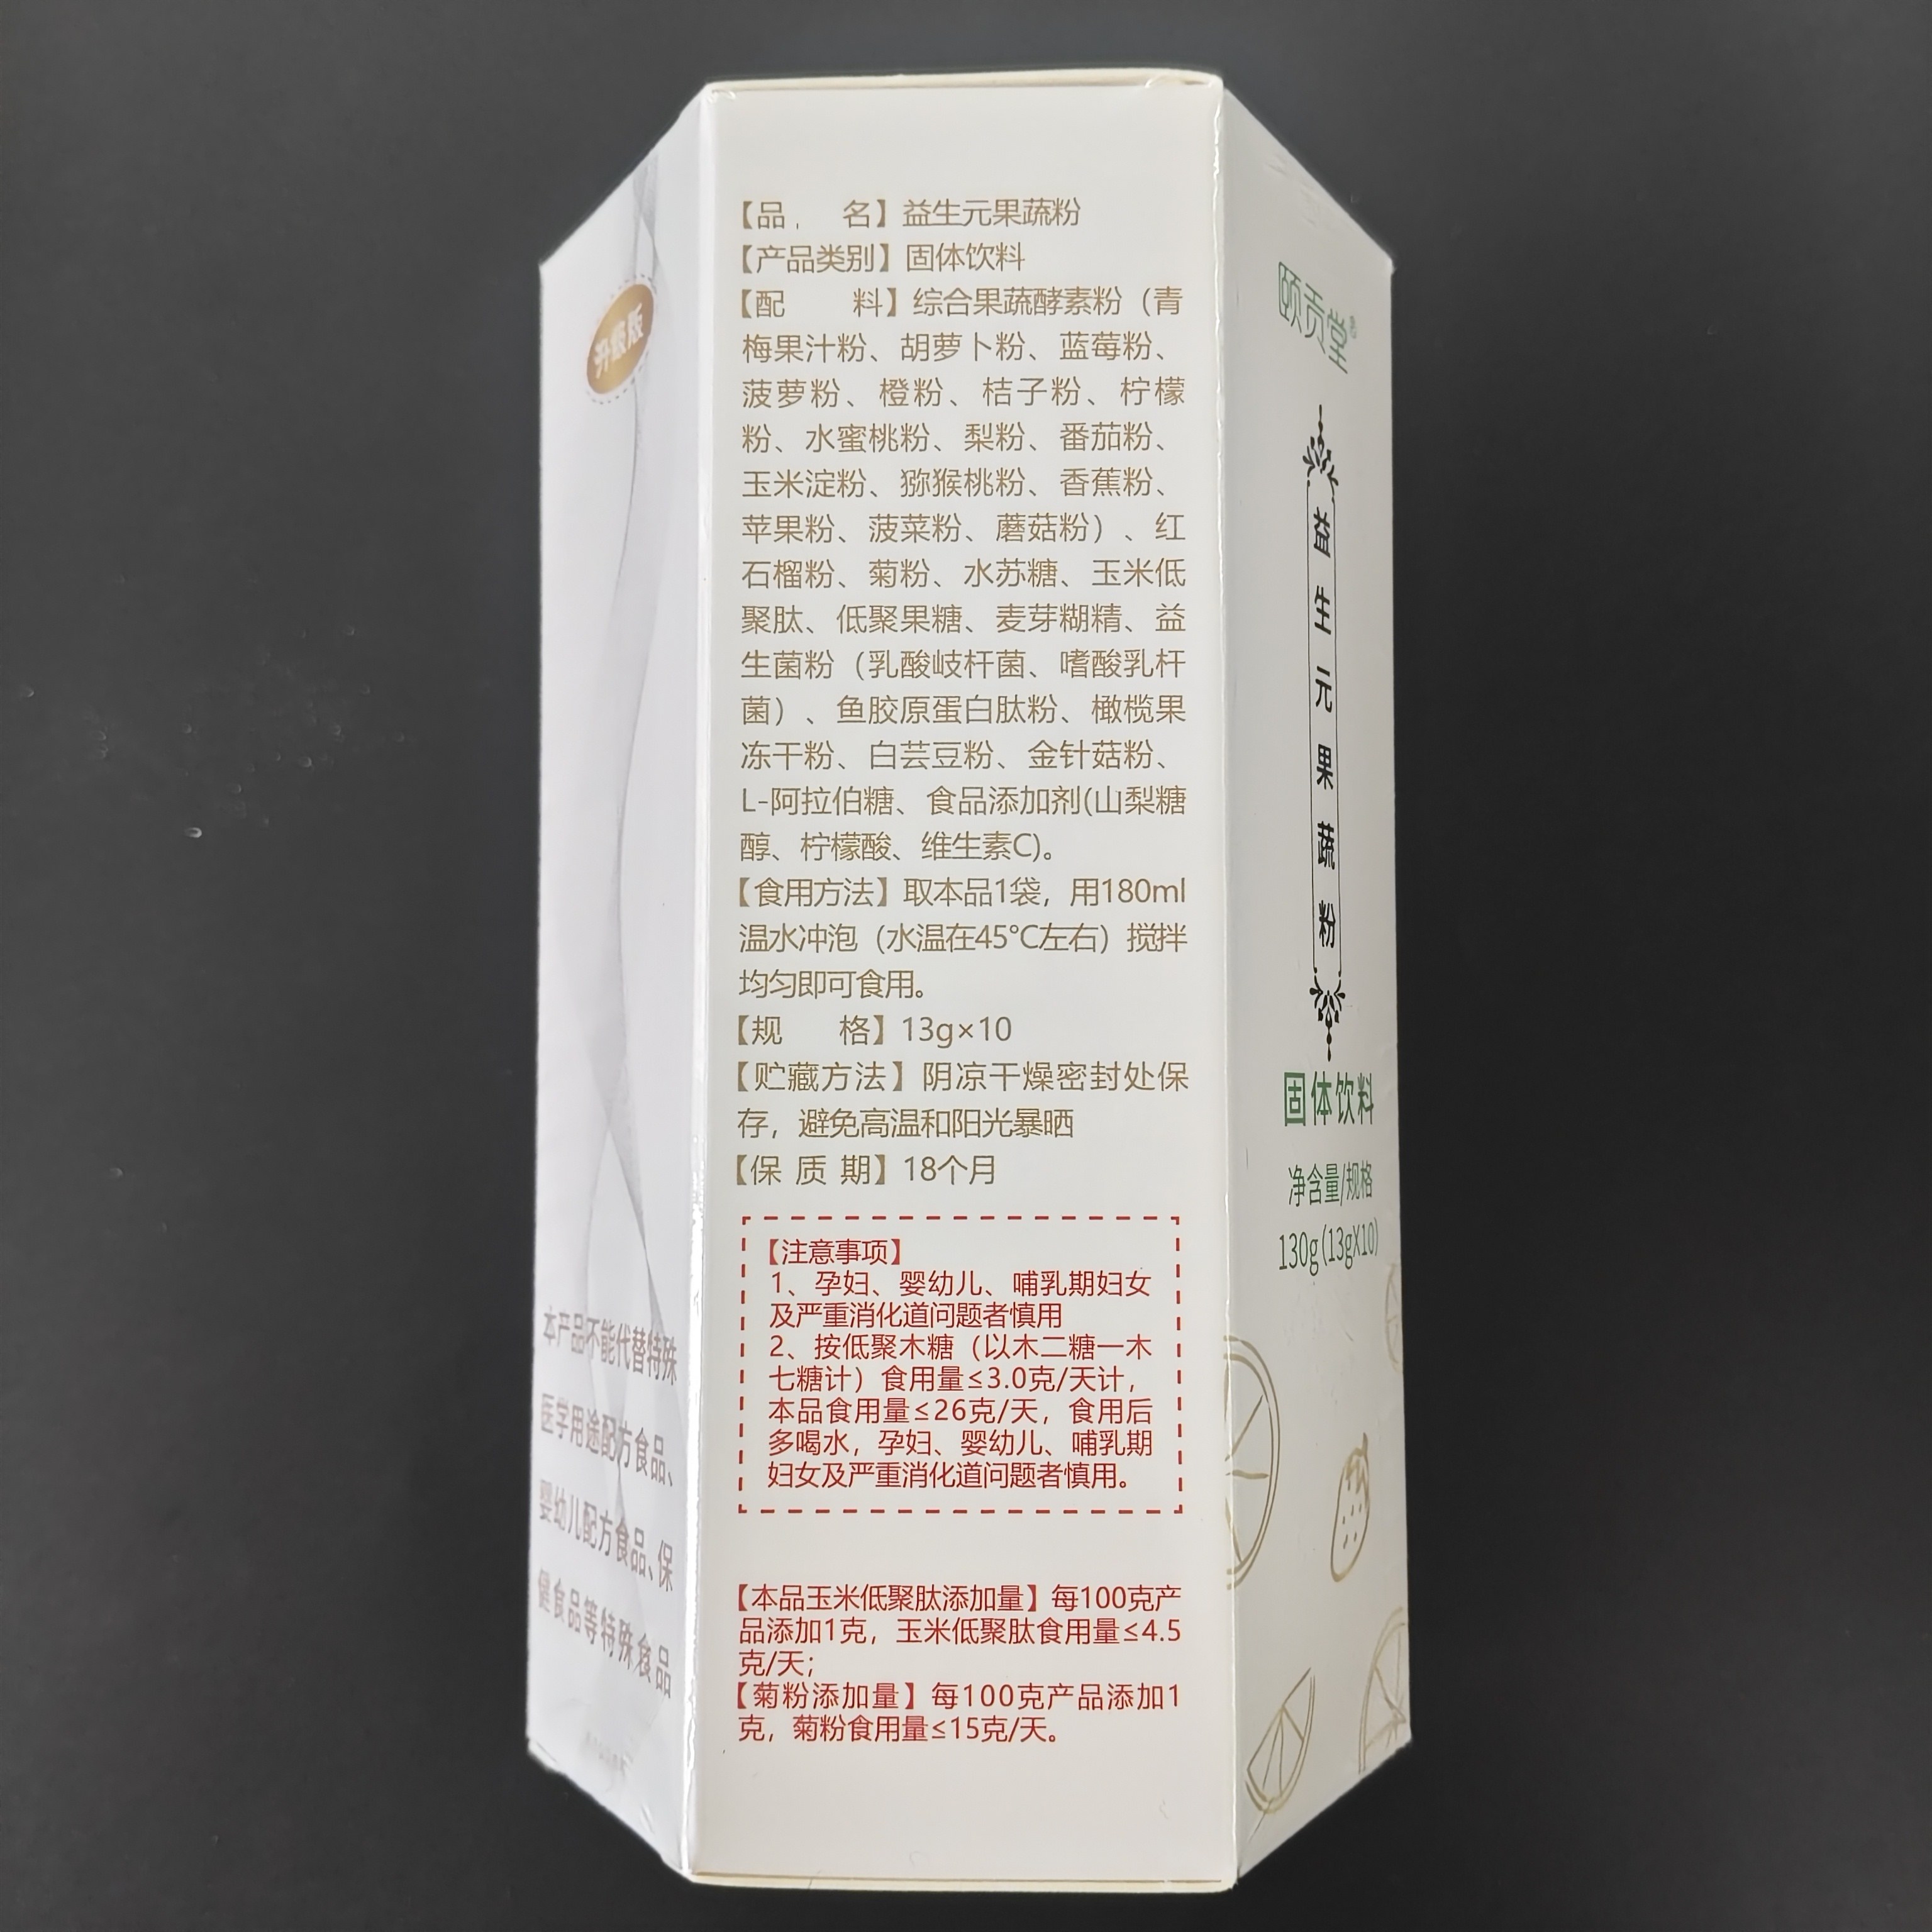 升级版
本产品不能代替特殊
医学用途配方食品、
婴幼儿配方食品、保
健食品等特殊食品
【品 名】益生元果蔬粉
【产品类别】固体饮料
【配 料】综合果蔬酵素粉（青
梅果汁粉、胡萝卜粉、蓝莓粉、
菠萝粉、橙粉、桔子粉、柠檬
粉、水蜜桃粉、梨粉、番茄粉、
玉米淀粉、猕猴桃粉、香蕉粉、
苹果粉、菠菜粉、蘑菇粉）、红
石榴粉、菊粉、水苏糖、玉米低
聚肽、低聚果糖、麦芽糊精、益
生菌粉（乳酸岐杆菌、嗜酸乳杆
菌）、鱼胶原蛋白肽粉、橄榄果
冻干粉、白芸豆粉、金针菇粉、
L-阿拉伯糖、食品添加剂(山梨糖
醇、柠檬酸、维生素C)。
【食用方法】取本品1袋，用180ml
温水冲泡（水温在45°C左右）搅拌
均匀即可食用。
【规 格】13g×10
【贮藏方法】阴凉干燥密封处保
存，避免高温和阳光暴晒
【保 质 期】18个月
【注意事项】
1、孕妇、婴幼儿、哺乳期妇女
及严重消化道问题者慎用
2、按低聚木糖（以木二糖一木
七糖计）食用量≤3.0克/天计，
本品食用量≤26克/天，食用后
多喝水，孕妇、婴幼儿、哺乳期
妇女及严重消化道问题者慎用。
【本品玉米低聚肽添加量】每100克产
品添加1克，玉米低聚肽食用量≤4.5
克/天；
【菊粉添加量】每100克产品添加1
克，菊粉食用量≤15克/天。
颐贡堂®
益生元果蔬粉
固体饮料
净含量/规格
130g(13gX10)